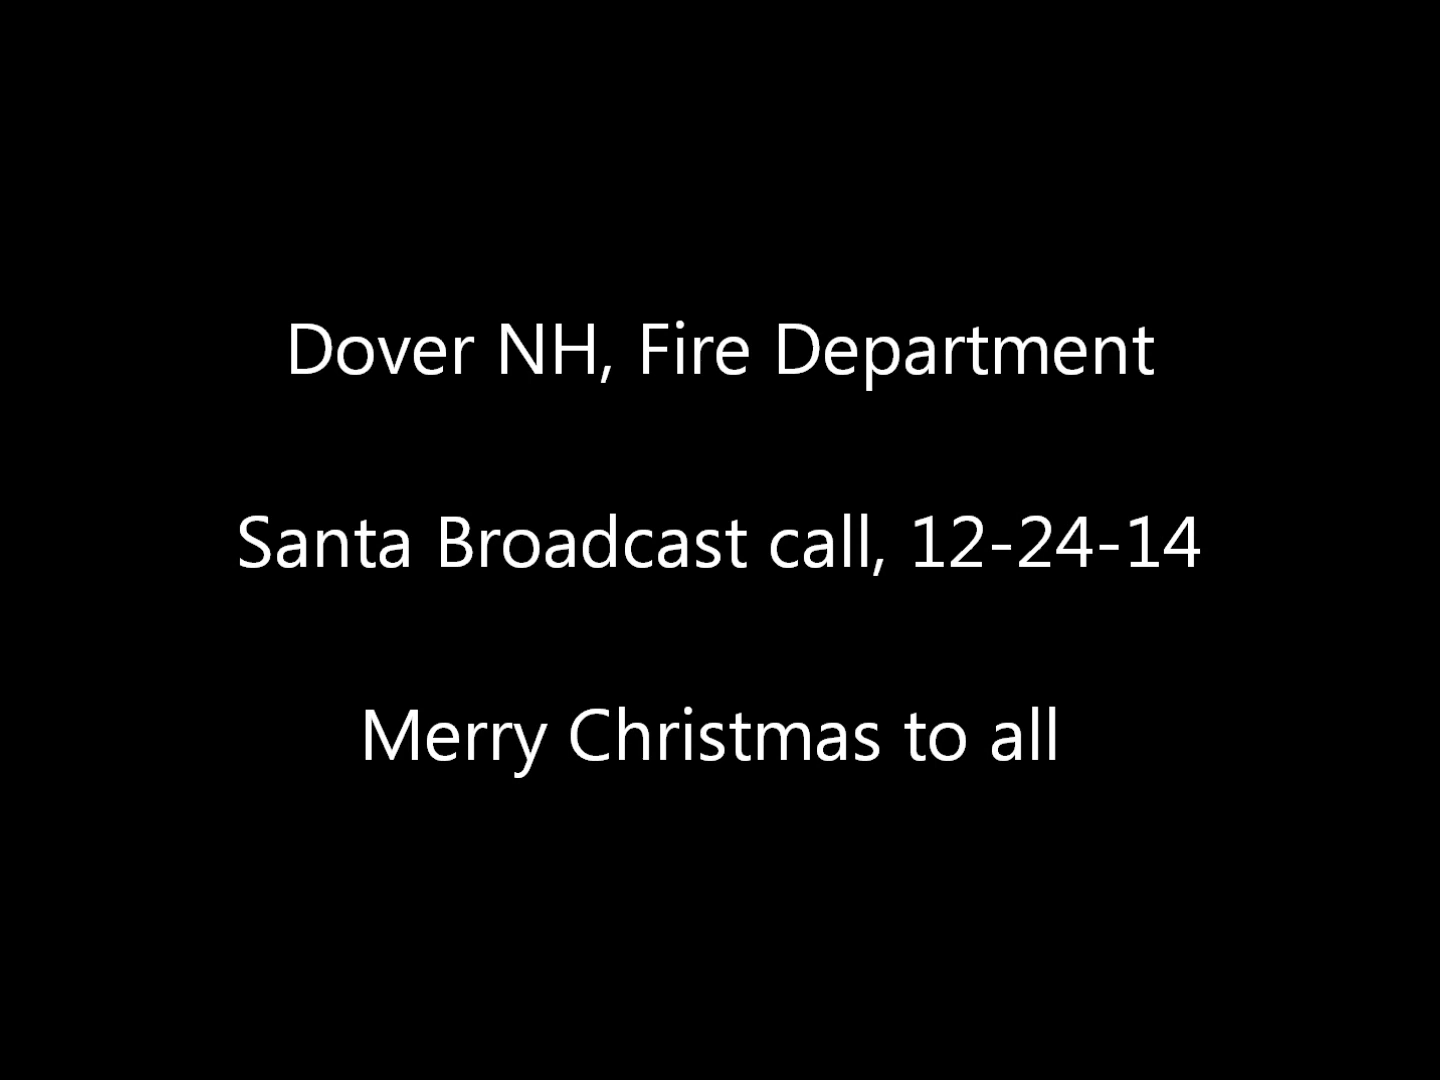 Dover NH, Fire Department
Santa Broadcast call, 12-24-14
Merry Christmas to all